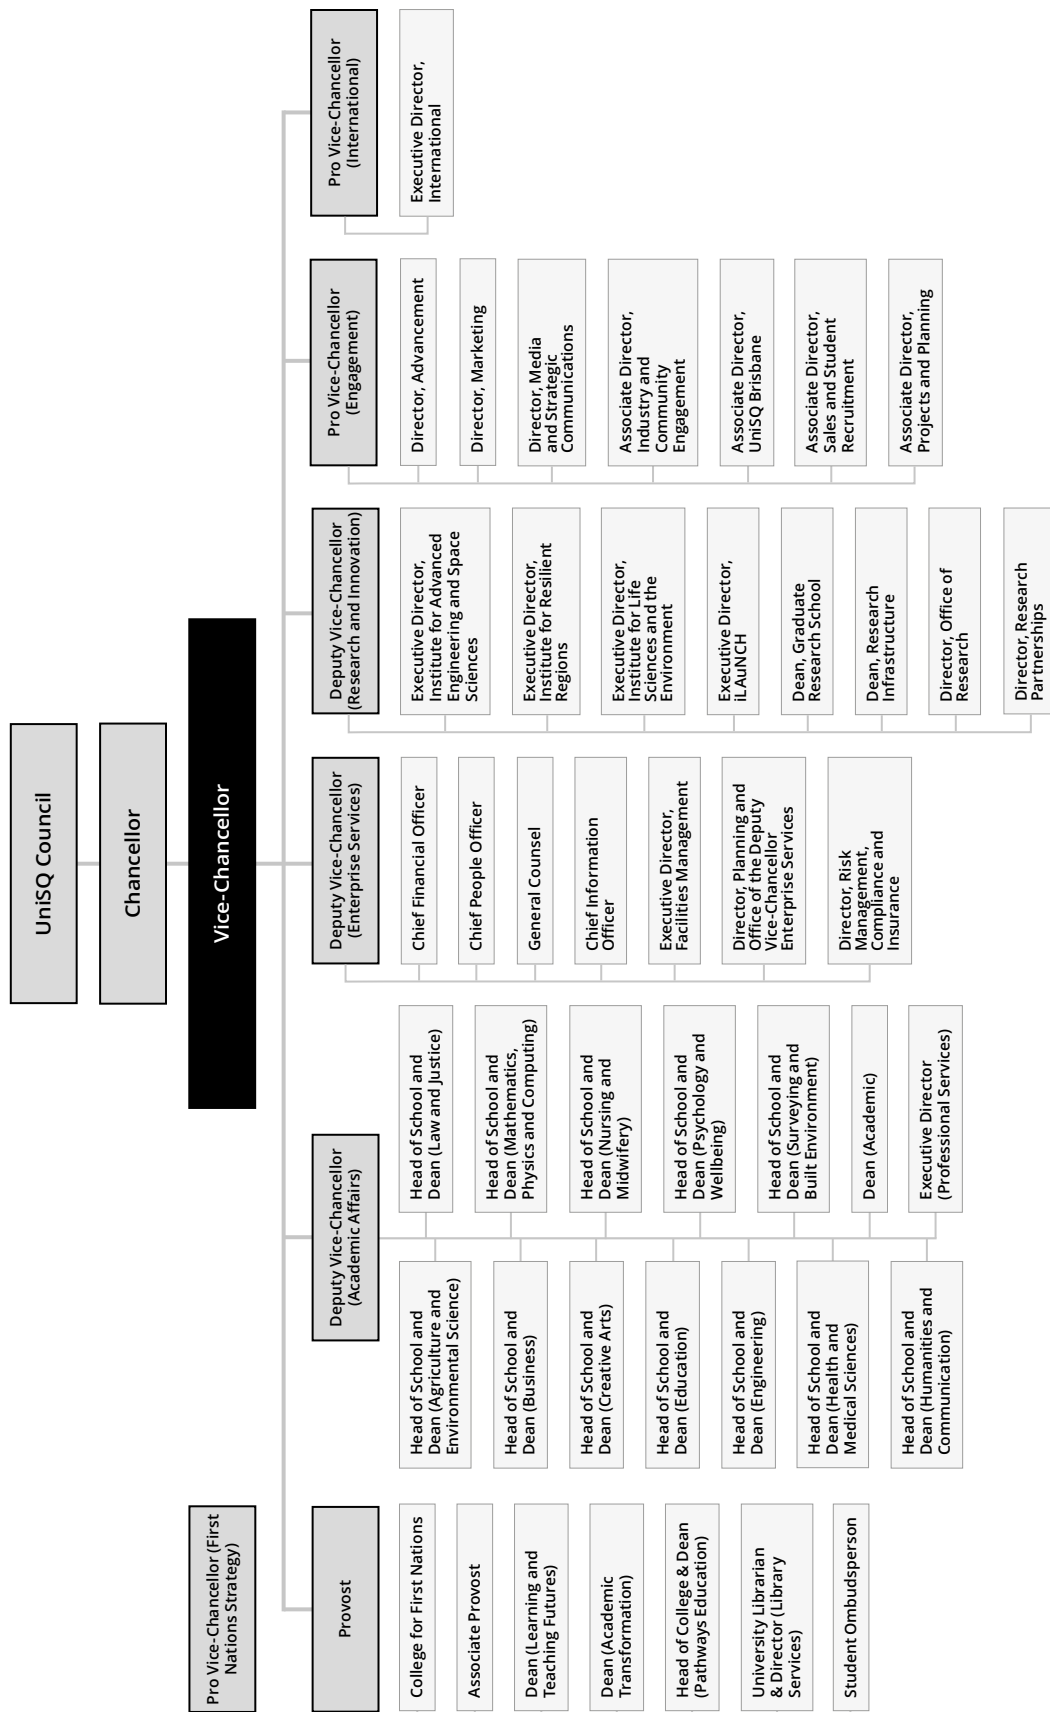 UniSQ Council
Chancellor
Vice-Chancellor
Pro Vice-Chancellor (First
Nations Strategy)
Provost
College for First Nations
Associate Provost
Dean (Learning and
Teaching Futures)
Dean (Academic
Transformation)
Head of College & Dean
(Pathways Education)
University Librarian
& Director (Library
Services)
Student Ombudsperson
Deputy Vice-Chancellor
(Academic Affairs)
Head of School and
Dean (Agriculture and
Environmental Science)
Head of School and
Dean (Business)
Head of School and
Dean (Creative Arts)
Head of School and
Dean (Education)
Head of School and
Dean (Engineering)
Head of School and
Dean (Health and
Medical Sciences)
Head of School and
Dean (Humanities and
Communication)
Head of School and
Dean (Law and Justice)
Head of School and
Dean (Mathematics,
Physics and Computing)
Head of School and
Dean (Nursing and
Midwifery)
Head of School and
Dean (Psychology and
Wellbeing)
Head of School and
Dean (Surveying and
Built Environment)
Dean (Academic)
Executive Director
(Professional Services)
Deputy Vice-Chancellor
(Enterprise Services)
Chief Financial Officer
Chief People Officer
General Counsel
Chief Information
Officer
Executive Director,
Facilities Management
Director, Planning and
Office of the Deputy
Vice-Chancellor
Enterprise Services
Director, Risk
Management,
Compliance and
Insurance
Deputy Vice-Chancellor
(Research and Innovation)
Executive Director,
Institute for Advanced
Engineering and Space
Sciences
Executive Director,
Institute for Resilient
Regions
Executive Director,
Institute for Life
Sciences and the
Environment
Executive Director,
iLAuNCH
Dean, Graduate
Research School
Dean, Research
Infrastructure
Director, Office of
Research
Director, Research
Partnerships
Pro Vice-Chancellor
(Engagement)
Director, Advancement
Director, Marketing
Director, Media
and Strategic
Communications
Associate Director,
Industry and
Community
Engagement
Associate Director,
UniSQ Brisbane
Associate Director,
Sales and Student
Recruitment
Associate Director,
Projects and Planning
Pro Vice-Chancellor
(International)
Executive Director,
International